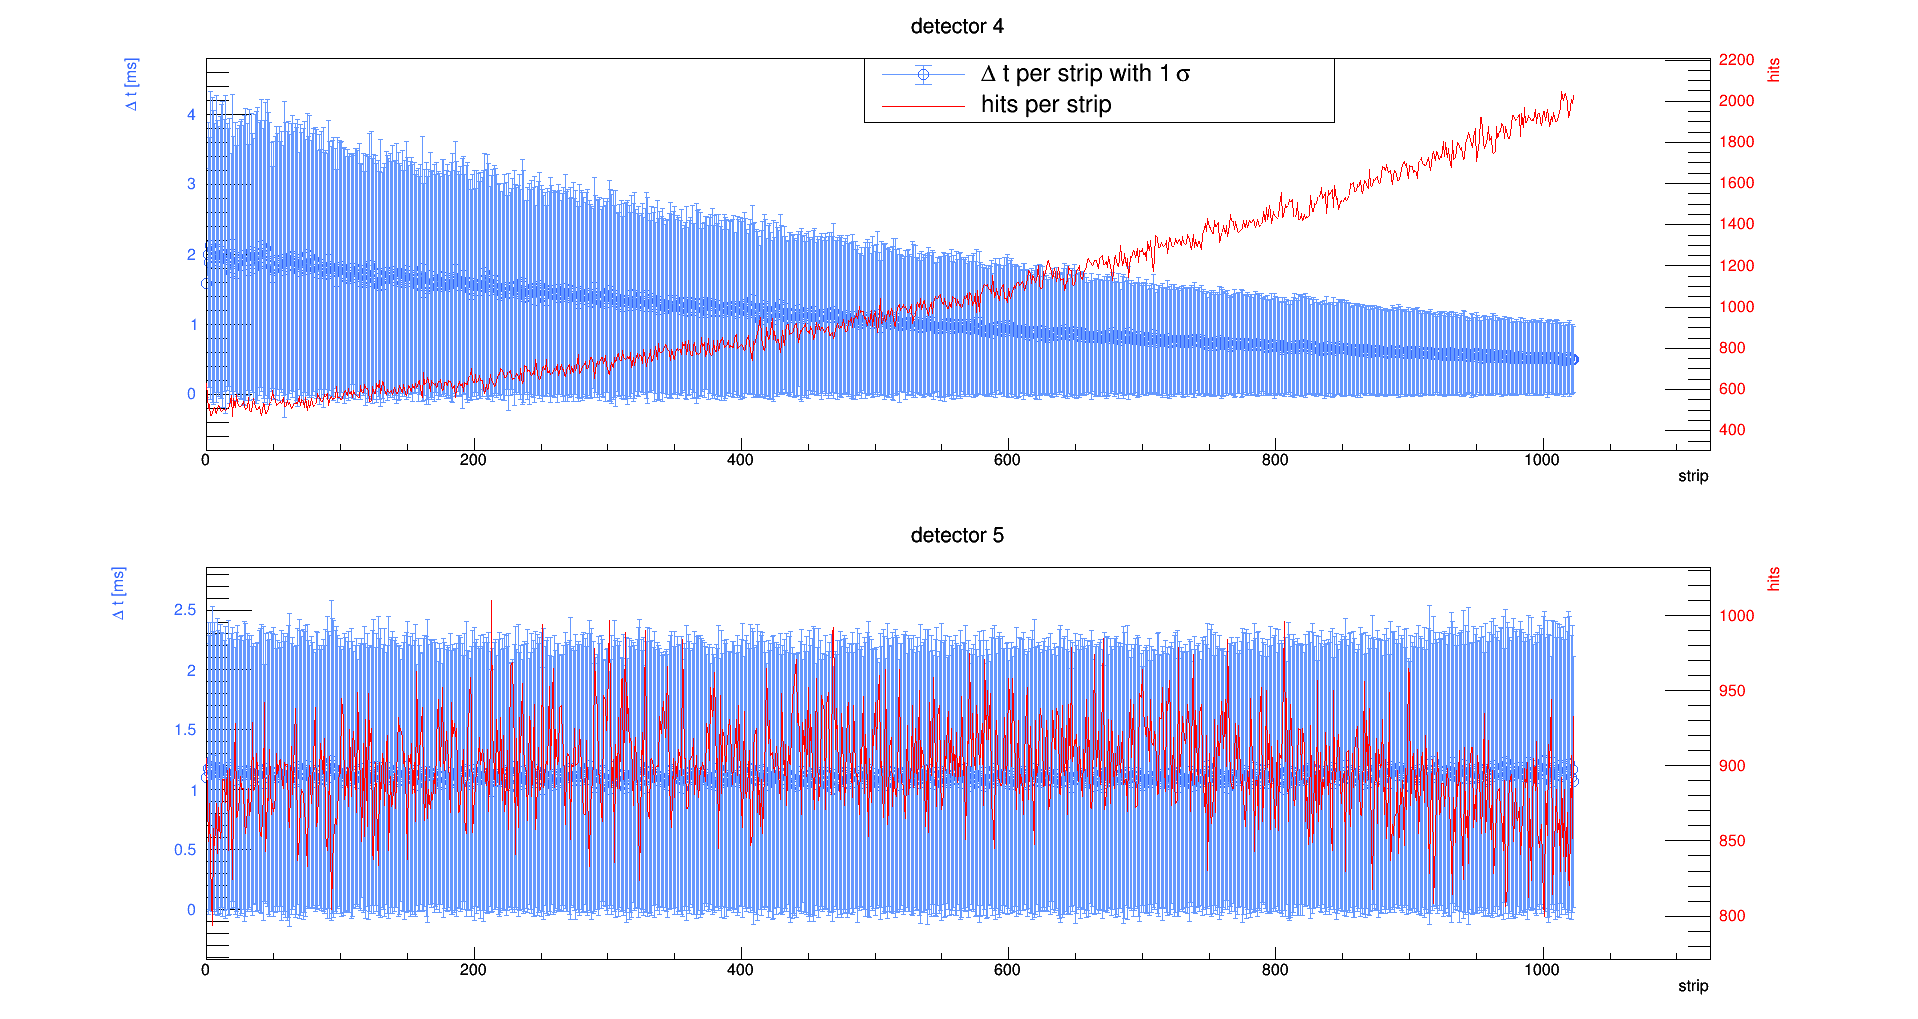 detector 4
Δ t [ms]
hits
Δ t per strip with 1 σ
hits per strip
4
3
2
1
0
2200
2000
1800
1600
1400
1200
1000
800
600
400
0 200 400 600 800 1000
strip
detector 5
Δ t [ms]
hits
2.5
2
1.5
1
0.5
0
1000
950
900
850
800
0 200 400 600 800 1000
strip